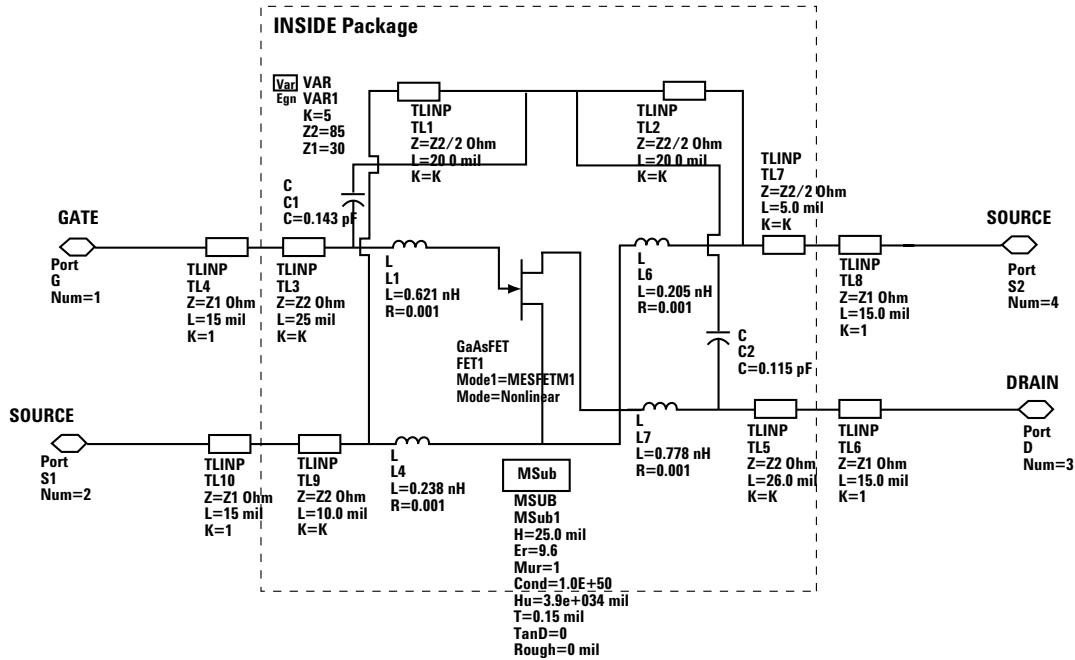 INSIDE Package
Var VAR
Egn VAR1
K=5
Z2=85
Z1=30
TLINP
TL1
Z=Z2/2 Ohm
L=20 0 mil
K=K
TLINP
TL2
Z=Z2/2 Ohm
L=20 0 mil
K=K
TLINP
TL7
Z=Z2/2 Ohm
L=5.0 mil
K=K
C
C1
C=0.143 pF
GATE
Port
G
Num=1
TLINP
TL4
Z=Z1 Ohm
L=15 mil
K=1
TLINP
TL3
Z=Z2 Ohm
L=25 mil
K=K
L
L1
L=0.621 nH
R=0.001
L
L6
L=0.205 nH
R=0.001
TLINP
TL8
Z=Z1 Ohm
L=15.0 mil
K=1
SOURCE
Port
S2
Num=4
GaAsFET
FET1
Mode1=MESFETM1
Mode=Nonlinear
C
C2
C=0.115 pF
SOURCE
Port
S1
Num=2
TLINP
TL10
Z=Z1 Ohm
L=15 mil
K=1
TLINP
TL9
Z=Z2 Ohm
L=10.0 mil
K=K
L
L4
L=0.238 nH
R=0.001
L
L7
L=0.778 nH
R=0.001
TLINP
TL5
Z=Z2 Ohm
L=26.0 mil
K=K
TLINP
TL6
Z=Z1 Ohm
L=15.0 mil
K=1
DRAIN
Port
D
Num=3
MSub
MSUB
MSub1
H=25.0 mil
Er=9.6
Mur=1
Cond=1.0E+50
Hu=3.9e+034 mil
T=0.15 mil
TanD=0
Rough=0 mil